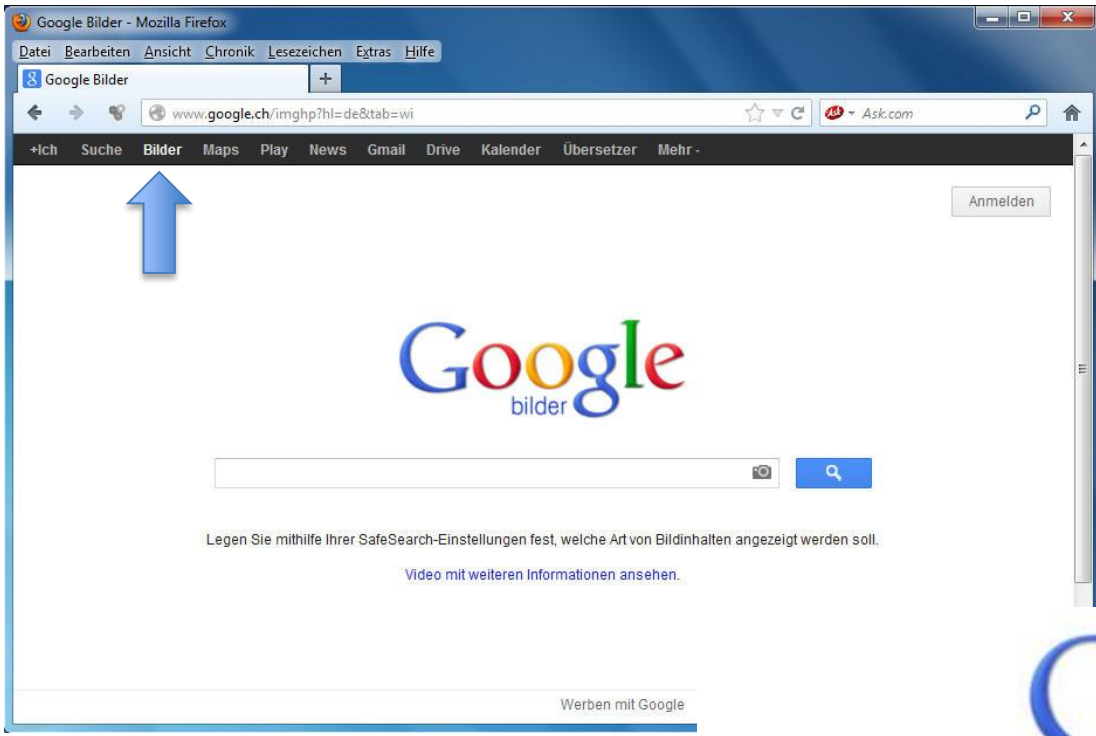 Google Bilder - Mozilla Firefox
Datei Bearbeiten Ansicht Chronik Lesezeichen Extras Hilfe
Google Bilder
www.google.ch/imghp?hl=de&tab=wi
Ask Ask.com
+Ich Suche Bilder Maps Play News Gmail Drive Kalender Übersetzer Mehr
Anmelden
Google
bilder
Legen Sie mithilfe Ihrer SafeSearch-Einstellungen fest, welche Art von Bildinhalten angezeigt werden soll.
Video mit weiteren Informationen ansehen.
Werben mit Google